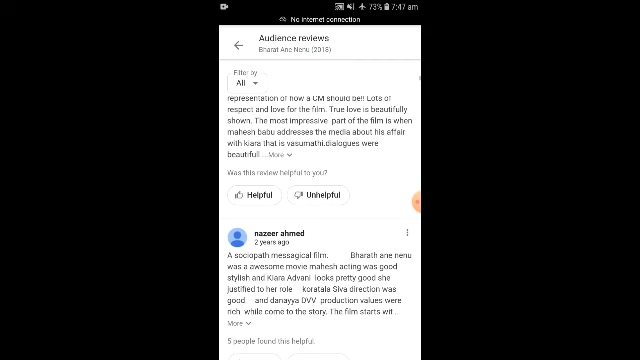 73% 7:47 am
No internet connection
Audience reviews
Bharat Ane Nenu (2018)
Filter by
All
representation of how a CM should be!! Lots of
respect and love for the film. True love is beautifully
shown. The most impressive part of the film is when
mahesh babu addresses the media about his affair
with kiara that is vasumathi.dialogues were
beautifull ...More
Was this review helpful to you?
Helpful Unhelpful
nazeer ahmed
2 years ago
A sociopath messagical film. Bharath ane nenu
was a awesome movie mahesh acting was good
stylish and Kiara Advani looks pretty good she
justified to her role koratala Siva direction was
good and danayya DVV production values were
rich while come to the story. The film starts wit...
More
5 people found this helpful.